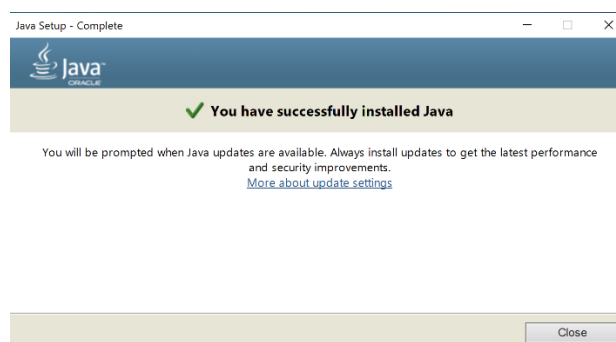 Java Setup - Complete
Java
ORACLE
You have successfully installed Java
You will be prompted when Java updates are available. Always install updates to get the latest performance
and security improvements.
More about update settings
Close